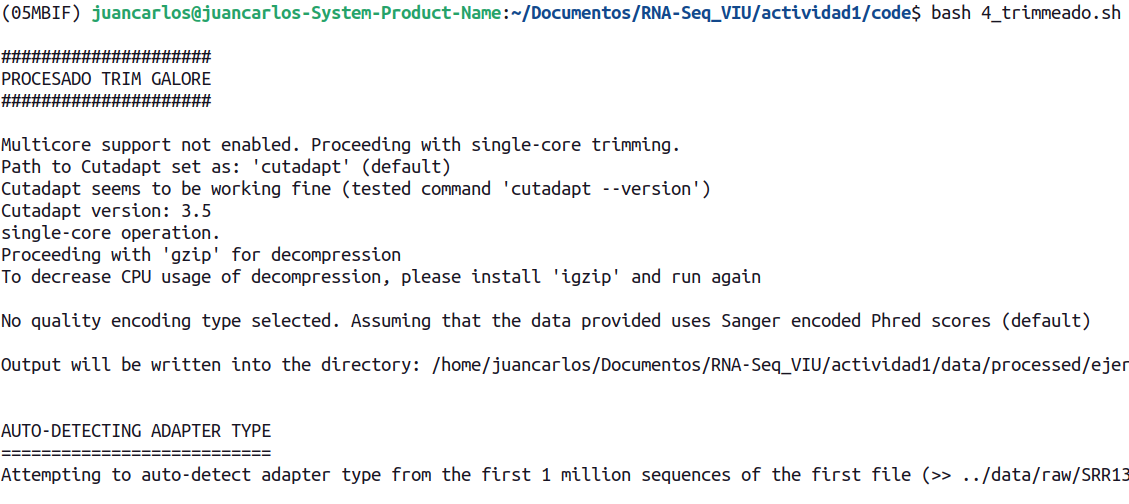 (05MBIF) juancarlos@juancarlos-System-Product-Name:~/Documentos/RNA-Seq_VIU/actividad1/code$ bash 4_trimmeado.sh
#####################
PROCESADO TRIM GALORE
#####################
Multicore support not enabled. Proceeding with single-core trimming.
Path to Cutadapt set as: 'cutadapt' (default)
Cutadapt seems to be working fine (tested command 'cutadapt --version')
Cutadapt version: 3.5
single-core operation.
Proceeding with 'gzip' for decompression
To decrease CPU usage of decompression, please install 'igzip' and run again
No quality encoding type selected. Assuming that the data provided uses Sanger encoded Phred scores (default)
Output will be written into the directory: /home/juancarlos/Documentos/RNA-Seq_VIU/actividad1/data/processed/ejer
AUTO-DETECTING ADAPTER TYPE
===========================
Attempting to auto-detect adapter type from the first 1 million sequences of the first file (>> ../data/raw/SRR13